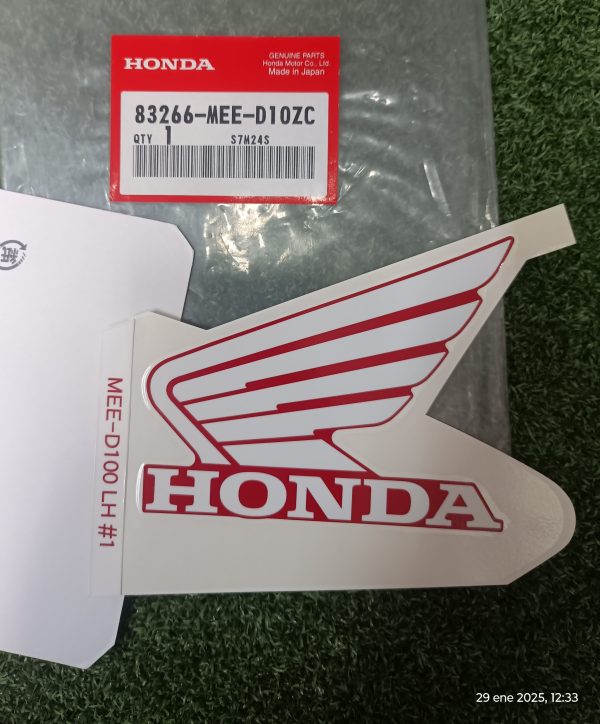 HONDA
GENUINE PARTS
Honda Motor Co., Ltd.
Made in Japan
83266-MEE-D10ZC
QTY 1 S7M24S
MEE-D100 LH #1
HONDA
29 ene 2025, 12:33